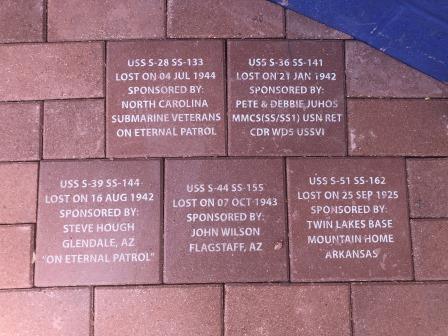 USS S-28 SS-133
LOST ON 04 JUL 1944
SPONSORED BY:
NORTH CAROLINA
SUBMARINE VETERANS
ON ETERNAL PATROL
USS S-36 SS-141
LOST ON 21 JAN 1942
SPONSORED BY:
PETE & DEBBIE JUHOS
MMCS(SS/SS1) USN RET
CDR WD5 USSVI
USS S-39 SS-144
LOST ON 16 AUG 1942
SPONSORED BY:
STEVE HOUGH
GLENDALE, AZ
"ON ETERNAL PATROL"
USS S-44 SS-155
LOST ON 07 OCT 1943
SPONSORED BY:
JOHN WILSON
FLAGSTAFF, AZ
USS S-51 SS-162
LOST ON 25 SEP 1925
SPONSORED BY:
TWIN LAKES BASE
MOUNTAIN HOME
ARKANSAS